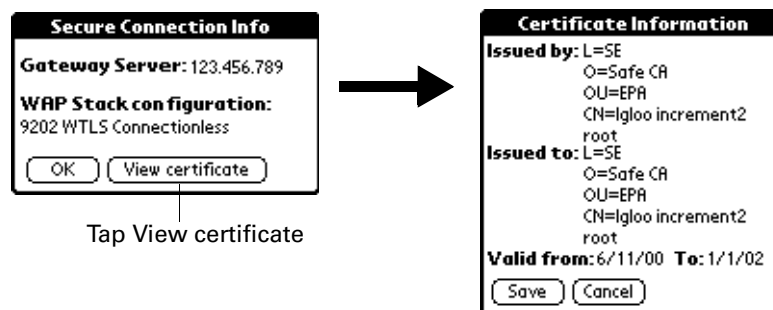 Secure Connection Info
Gateway Server: 123.456.789
WAP Stack configuration:
9202 WTLS Connectionless
OK
View certificate
Tap View certificate
Certificate Information
Issued by: L=SE
O=Safe CA
OU=EPA
CN=Igloo increment2
root
Issued to: L=SE
O=Safe CA
OU=EPA
CN=Igloo increment2
root
Valid from: 6/11/00 To: 1/1/02
Save
Cancel